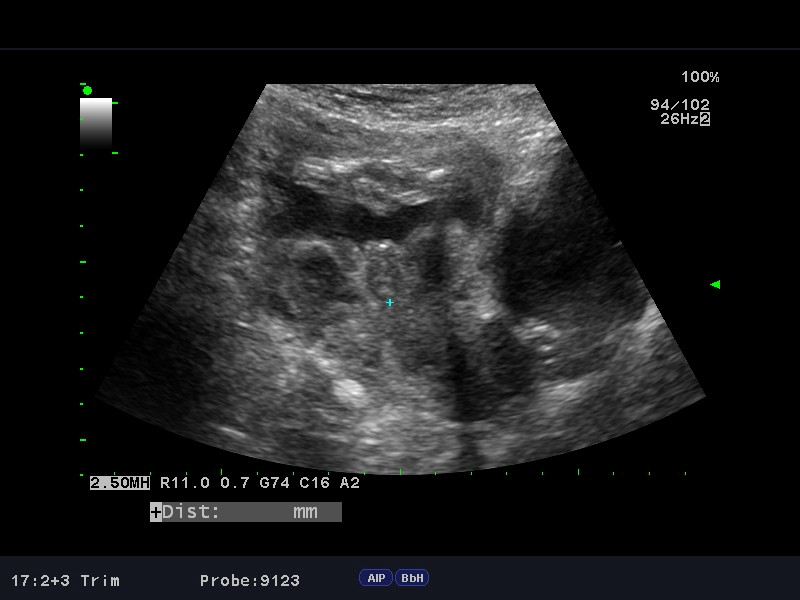 100%
94/102
26Hz2
2.50MH R11.0 0.7 G74 C16 A2
+Dist: mm
17:2+3 Trim Probe:9123 AIP BbH